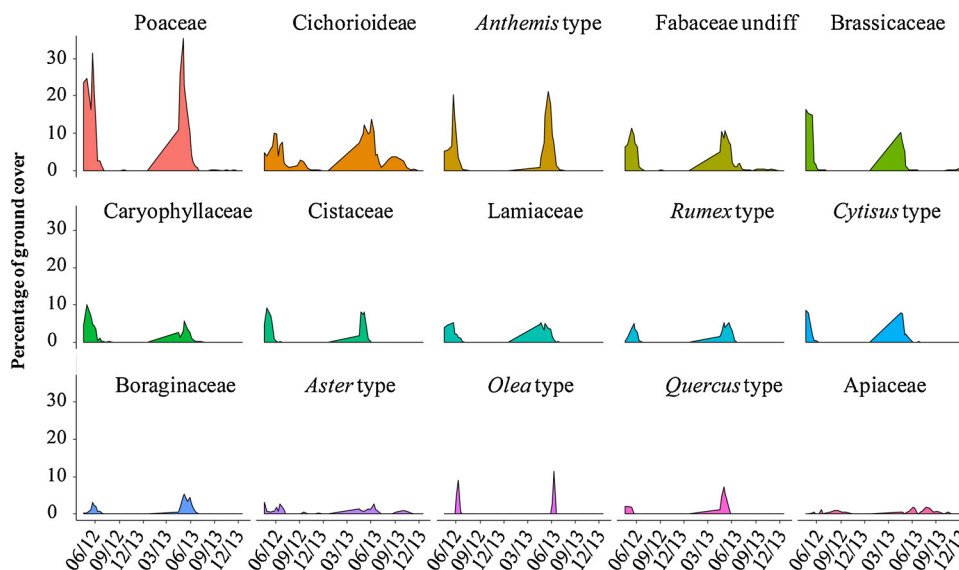 Poaceae
Cichorioideae
Anthemis type
Fabaceae undiff
Brassicaceae
30
20
10
0
Caryophyllaceae
Cistaceae
Lamiaceae
Rumex type
Cytisus type
30
20
10
0
Percentage of ground cover
Boraginaceae
Aster type
Olea type
Quercus type
Apiaceae
30
20
10
0
06/12 09/12 12/13 03/13 06/13 09/13 12/13
06/12 09/12 12/13 03/13 06/13 09/13 12/13
06/12 09/12 12/13 03/13 06/13 09/13 12/13
06/12 09/12 12/13 03/13 06/13 09/13 12/13
06/12 09/12 12/13 03/13 06/13 09/13 12/13